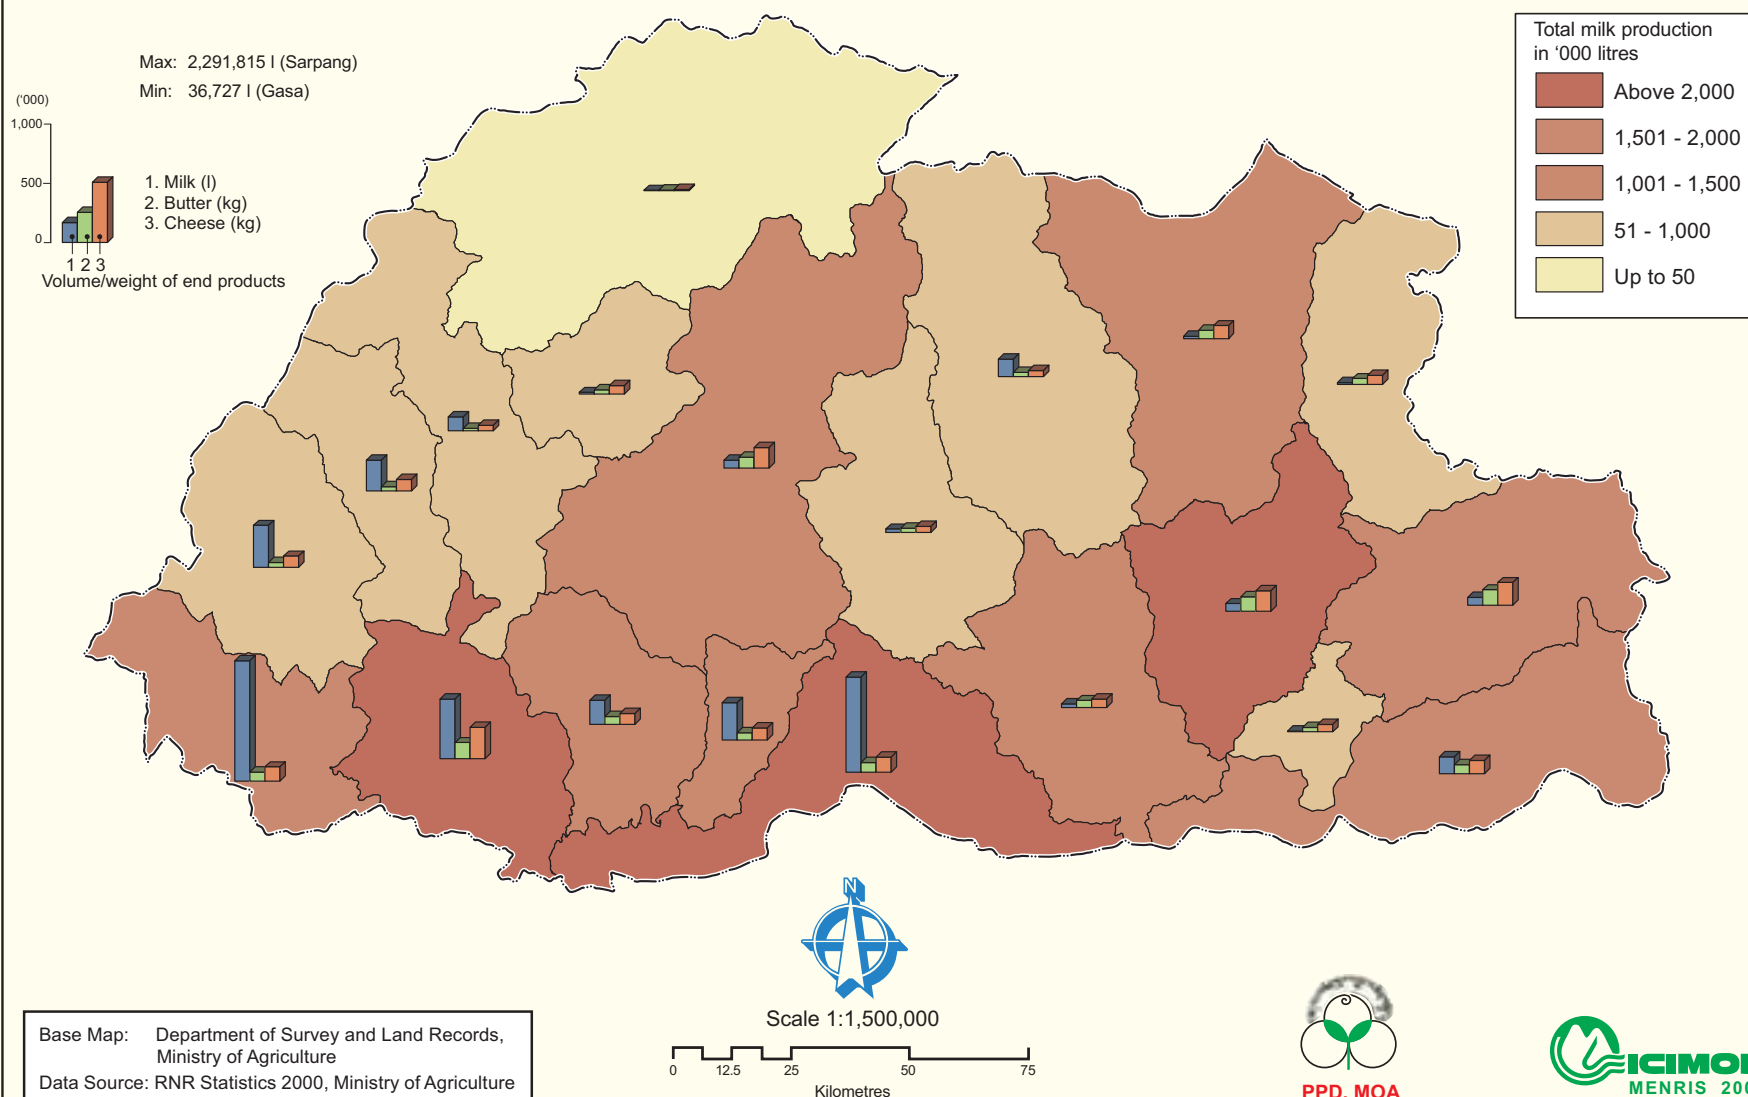 Max: 2,291,815 l (Sarpang)
Min: 36,727 l (Gasa)
('000)
1,000
500
0
1 2 3
1. Milk (l)
2. Butter (kg)
3. Cheese (kg)
Volume/weight of end products
Total milk production
in ‘000 litres
Above 2,000
1,501 - 2,000
1,001 - 1,500
51 - 1,000
Up to 50
N
Scale 1:1,500,000
0 12.5 25 50 75
Kilometres
Base Map: Department of Survey and Land Records,
Ministry of Agriculture
Data Source: RNR Statistics 2000, Ministry of Agriculture
PPD, MOA
ICIMO
MENRIS 200